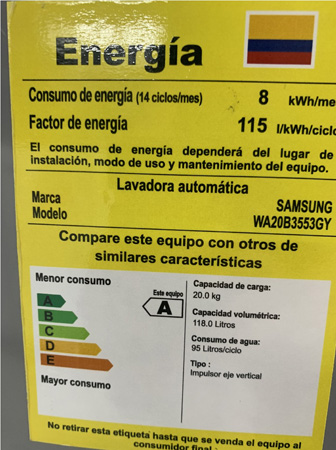 Energía
Consumo de energía (14 ciclos/mes) 8 kWh/me
Factor de energía 115 l/kWh/ciclo
El consumo de energía dependerá del lugar de
instalación, modo de uso y mantenimiento del equipo.
Lavadora automática
Marca SAMSUNG
Modelo WA20B3553GY
Compare este equipo con otros de
similares características
Menor consumo
Este equipo
A
A
B
C
D
E
Mayor consumo
Capacidad de carga:
20.0 kg
Capacidad volumétrica:
118.0 Litros
Consumo de agua:
95 Litros/ciclo
Tipo :
Impulsor eje vertical
No retirar esta etiqueta hasta que se venda el equipo al
consumidor final